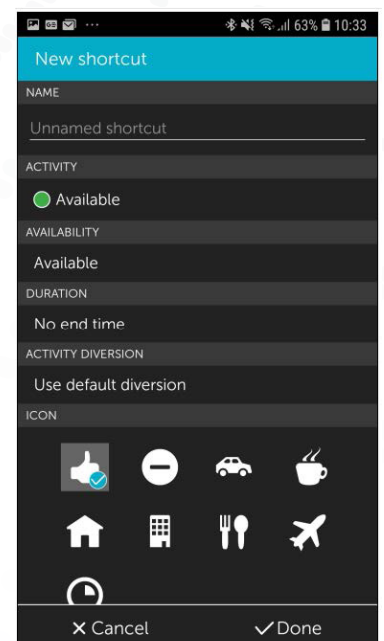 63% 10:33
New shortcut
NAME
Unnamed shortcut
ACTIVITY
Available
AVAILABILITY
Available
DURATION
No end time
ACTIVITY DIVERSION
Use default diversion
ICON
Cancel Done